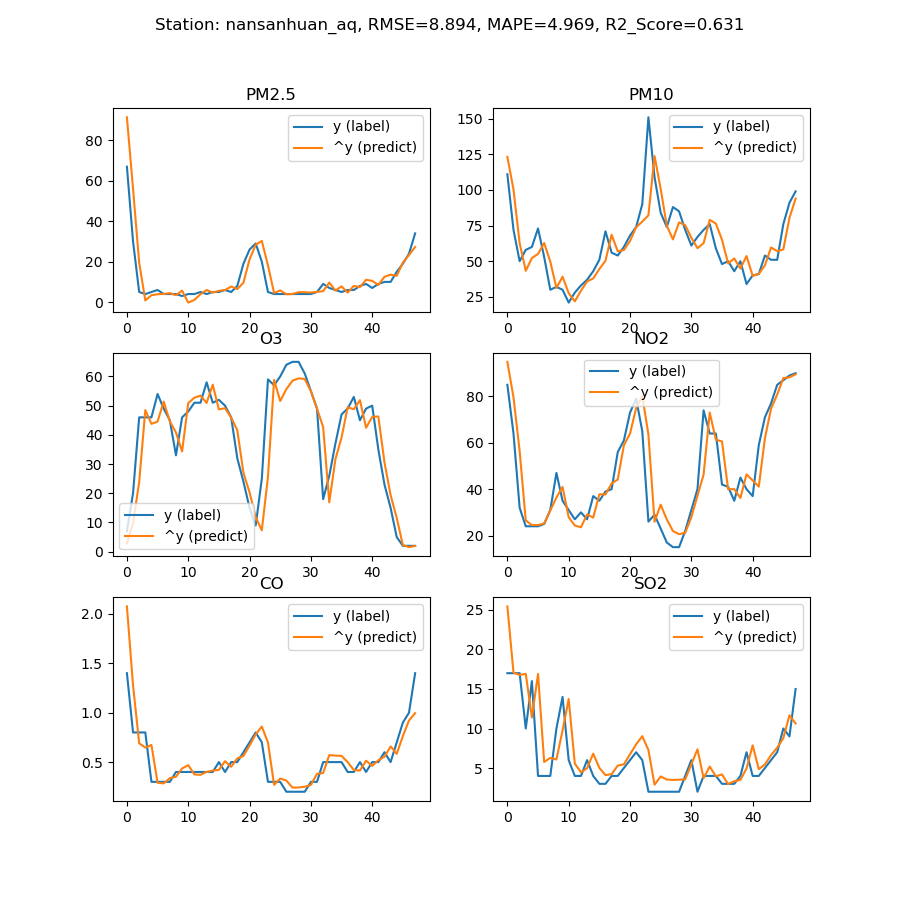 Station: nansanhuan_aq, RMSE=8.894, MAPE=4.969, R2_Score=0.631
PM2.5
80
60
40
20
0
0 10 20 30 40
y (label)
^y (predict)
PM10
150
125
100
75
50
25
0 10 20 30 40
y (label)
^y (predict)
O3
60
50
40
30
20
10
0
0 10 20 30 40
y (label)
^y (predict)
NO2
80
60
40
20
0 10 20 30 40
y (label)
^y (predict)
CO
2.0
1.5
1.0
0.5
0 10 20 30 40
y (label)
^y (predict)
SO2
25
20
15
10
5
0 10 20 30 40
y (label)
^y (predict)